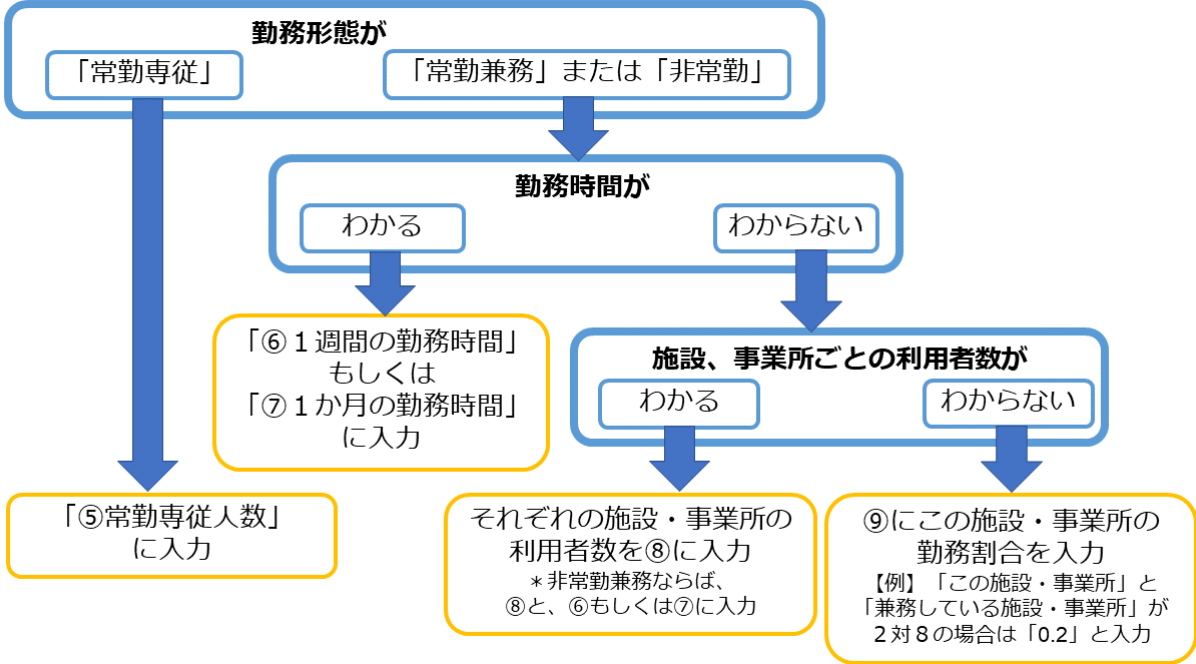 勤務形態が
「常勤専従」
「常勤兼務」または「非常勤」
勤務時間が
わかる
わからない
「⑥１週間の勤務時間」
もしくは
「⑦１か月の勤務時間」
に入力
施設、事業所ごとの利用者数が
わかる
わからない
「⑤常勤専従人数」
に入力
それぞれの施設・事業所の
利用者数を⑧に入力
＊非常勤兼務ならば、
⑧と、⑥もしくは⑦に入力
⑨にこの施設・事業所の
勤務割合を入力
【例】「この施設・事業所」と
「兼務している施設・事業所」が
２対８の場合は「0.2」と入力